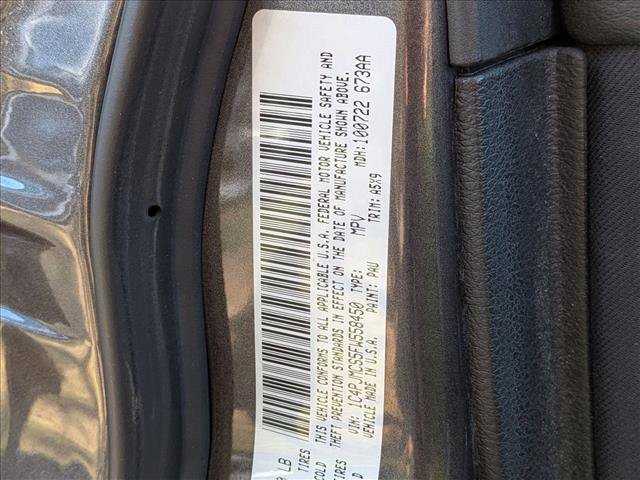 LB
TIRES
COLD
THIS VEHICLE CONFORMS TO ALL APPLICABLE U.S.A. FEDERAL MOTOR VEHICLE SAFETY AND
THEFT PREVENTION STANDARDS IN EFFECT ON THE DATE OF MANUFACTURE SHOWN ABOVE.
VIN: 1C4PJMCS5FW558450 TYPE: MPV MDH: 100722 673AA
VEHICLE MADE IN U.S.A. PAINT: PAU TRIM: A5X9